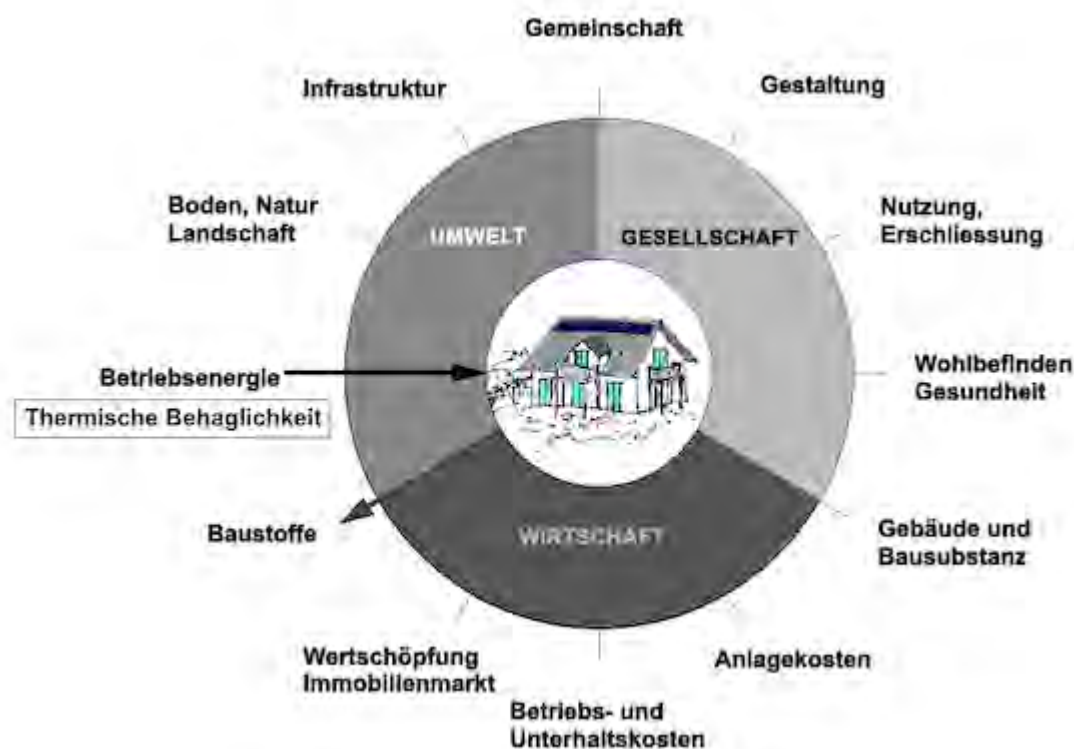 Gemeinschaft
Infrastruktur
Gestaltung
Boden, Natur
Landschaft
UMWELT
GESELLSCHAFT
Nutzung,
Erschliessung
Betriebsenergie
Thermische Behaglichkeit
Wohlbefinden
Gesundheit
Baustoffe
WIRTSCHAFT
Gebäude und
Bausubstanz
Wertschöpfung
Immobilienmarkt
Anlagekosten
Betriebs- und
Unterhaltskosten